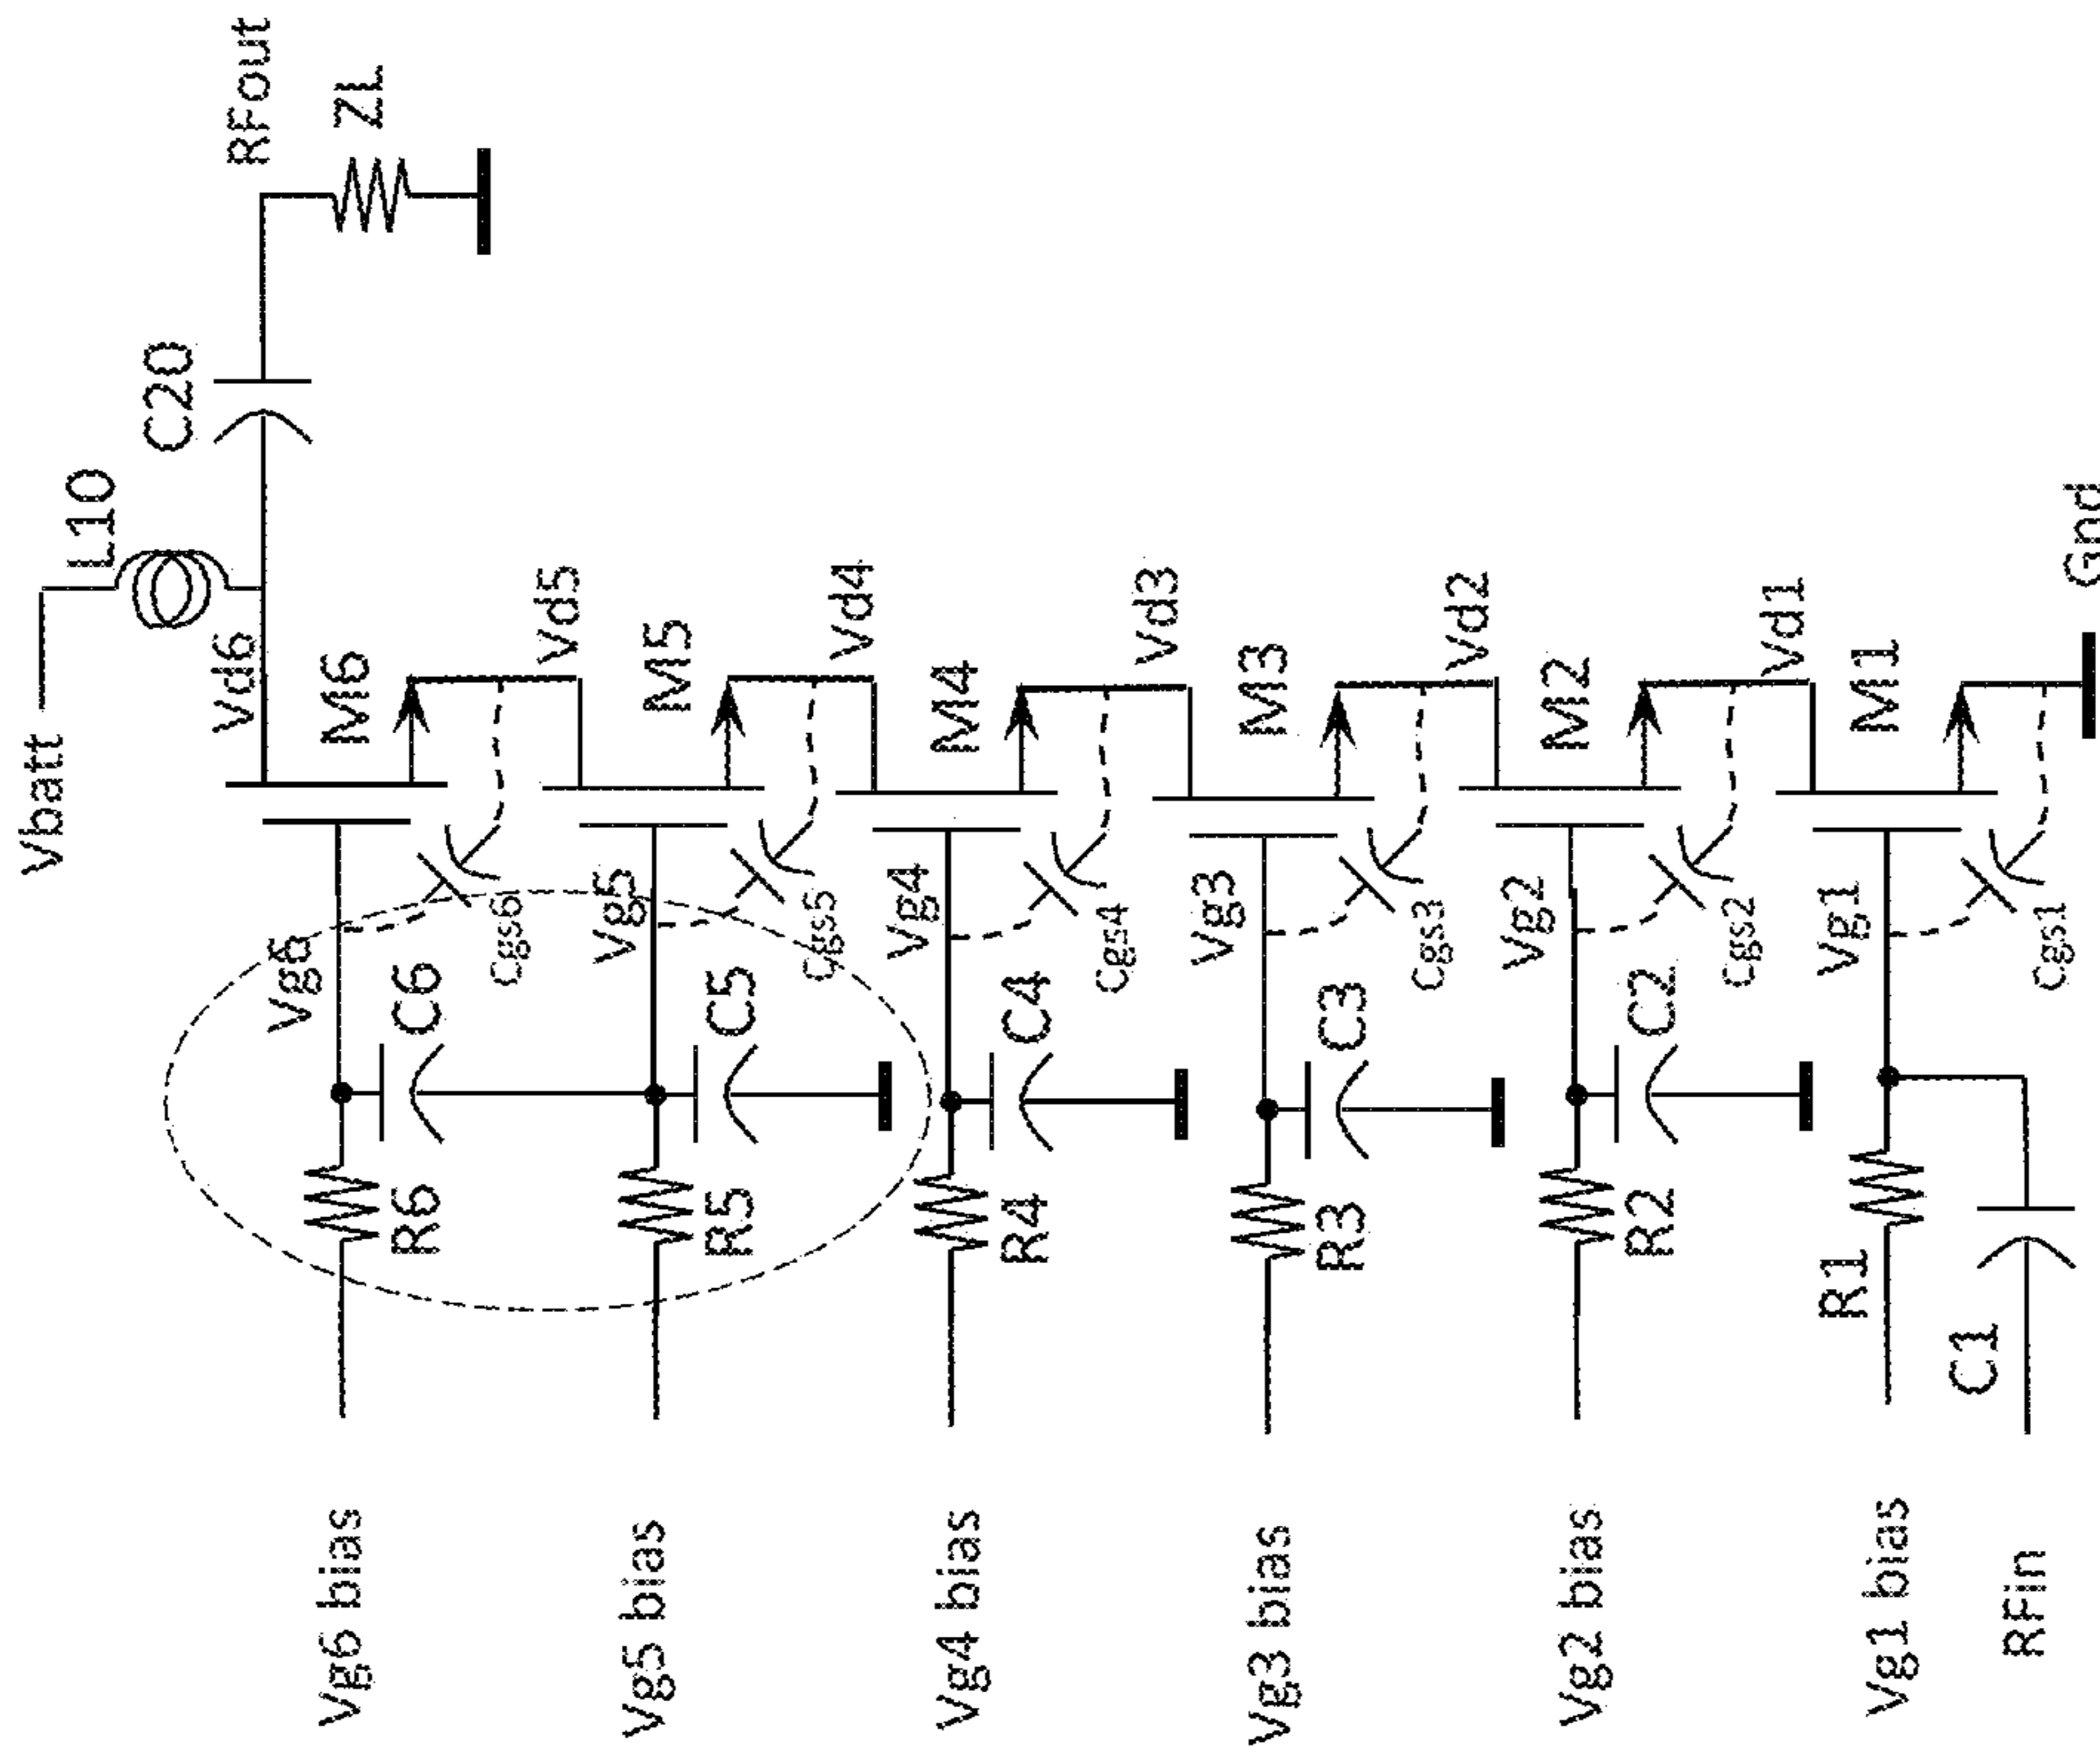 Vbatt
L10
C20
RFout
ZL
Vd6
M6
Vg6 bias
R6
C6
Vg6
Cgs6
Vd5
M5
Vg5 bias
R5
C5
Vg5
Cgs5
Vd4
M4
Vg4 bias
R4
C4
Vg4
Cgs4
Vd3
M3
Vg3 bias
R3
C3
Vg3
Cgs3
Vd2
M2
Vg2 bias
R2
C2
Vg2
Cgs2
Vd1
M1
Vg1 bias
R1
Vg1
Cgs1
RFin
C1
Gnd